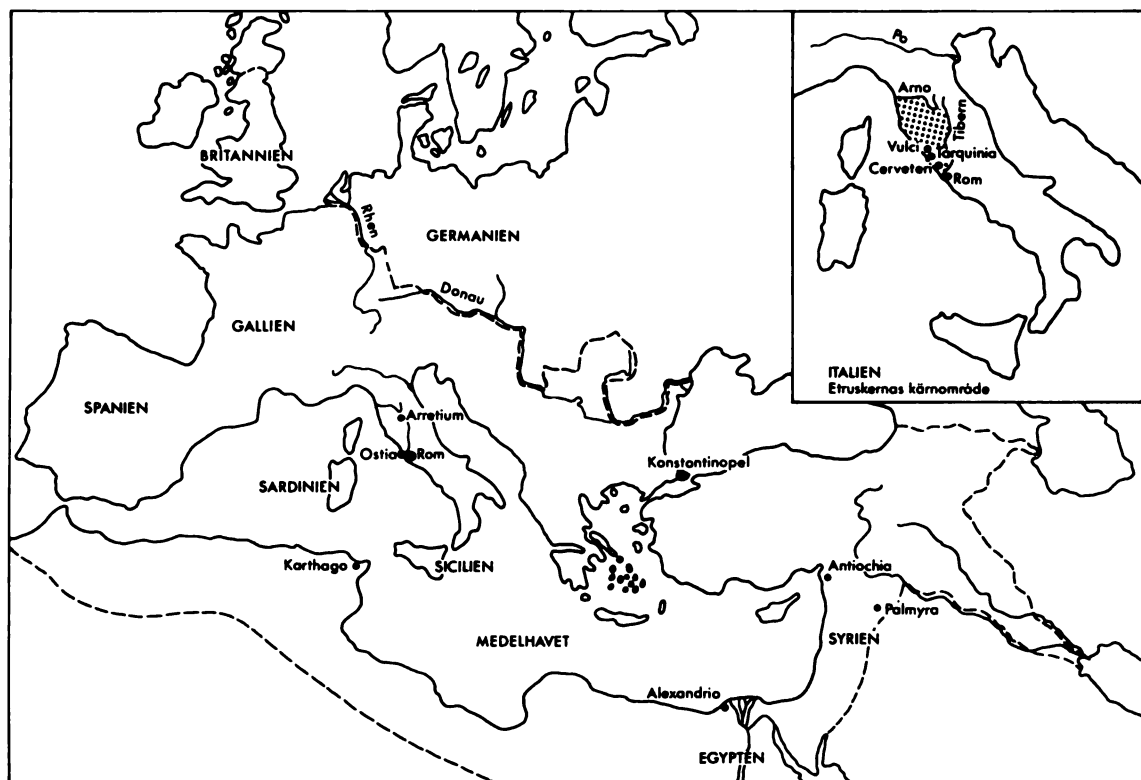 BRITANNIEN
Rhen
GERMANIEN
Donau
GALLIEN
SPANIEN
Arretium
Ostia Rom
SARDINIEN
Konstantinopel
Karthago
SICILIEN
Antiochia
Palmyra
MEDELHAVET
SYRIEN
Alexandrio
EGYPTEN
Po
Arno
Tibern
Vulci
Tarquinia
Cerveteri
Rom
ITALIEN
Etruskernas kärnområde